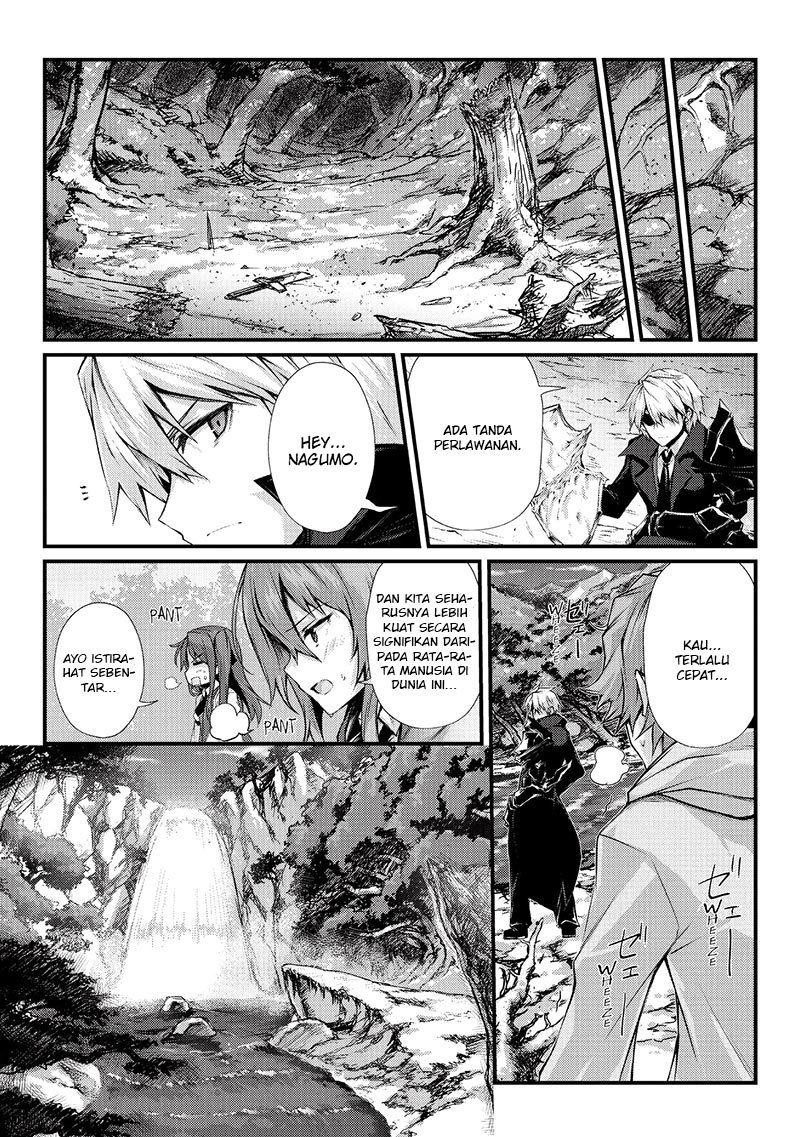 ADA TANDA
PERLAWANAN.
HEY...
NAGUMO.
KAU...
TERLALU
CEPAT...
ゼェー
WHEEZE
ゼェー
WHEEZE
ゼェー
WHEEZE
DAN KITA SEHA-
RUSNYA LEBIH
KUAT SECARA
SIGNIFIKAN DARI-
PADA RATA-RATA
MANUSIA DI
DUNIA INI...
PANT
PANT
AYO ISTIRA-
HAT SEBEN-
TAR...